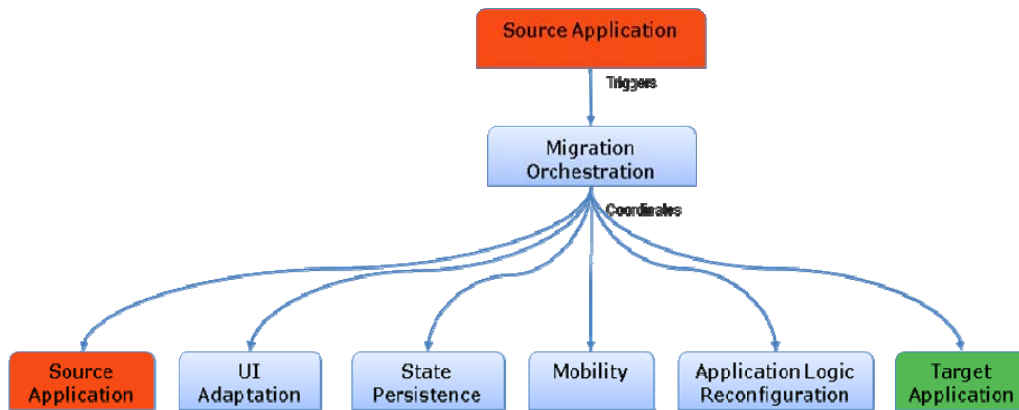 Source Application
Triggers
Migration
Orchestration
Coordinates
Source
Application
UI
Adaptation
State
Persistence
Mobility
Application Logic
Reconfiguration
Target
Application